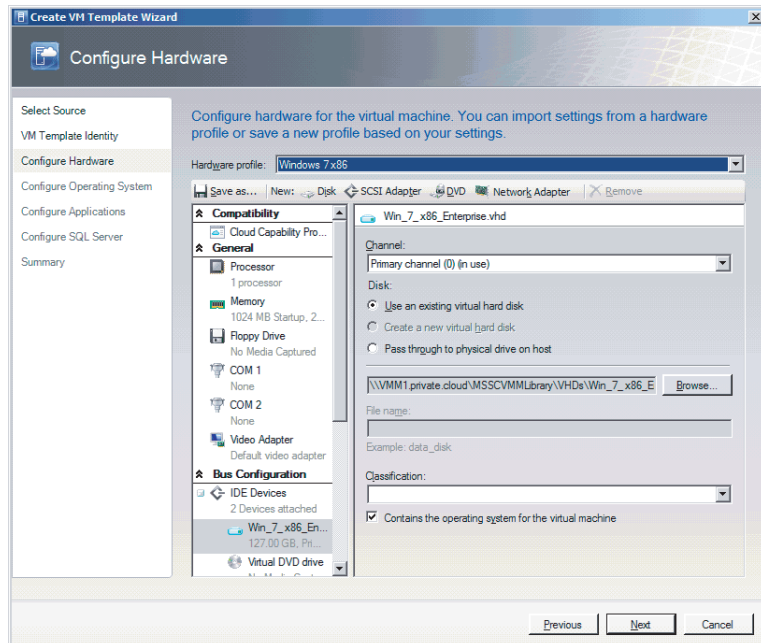 Create VM Template Wizard
Configure Hardware
Select Source
VM Template Identity
Configure Hardware
Configure Operating System
Configure Applications
Configure SQL Server
Summary
Configure hardware for the virtual machine. You can import settings from a hardware
profile or save a new profile based on your settings.
Hardware profile: Windows 7 x86
Save as... New: Disk SCSI Adapter DVD Network Adapter Remove
Compatibility
Cloud Capability Pro...
General
Processor
1 processor
Memory
1024 MB Startup, 2...
Floppy Drive
No Media Captured
COM 1
None
COM 2
None
Video Adapter
Default video adapter
Bus Configuration
IDE Devices
2 Devices attached
Win_7_x86_En...
127.00 GB, Pri...
Virtual DVD drive
Win_7_x86_Enterprise.vhd
Channel:
Primary channel (0) (in use)
Disk:
Use an existing virtual hard disk
Create a new virtual hard disk
Pass through to physical drive on host
\\VMM1.private.cloud\MSSCVMMLibrary\VHDs\Win_7_x86_E Browse...
File name:
Example: data_disk
Classification:
Contains the operating system for the virtual machine
Previous Next Cancel